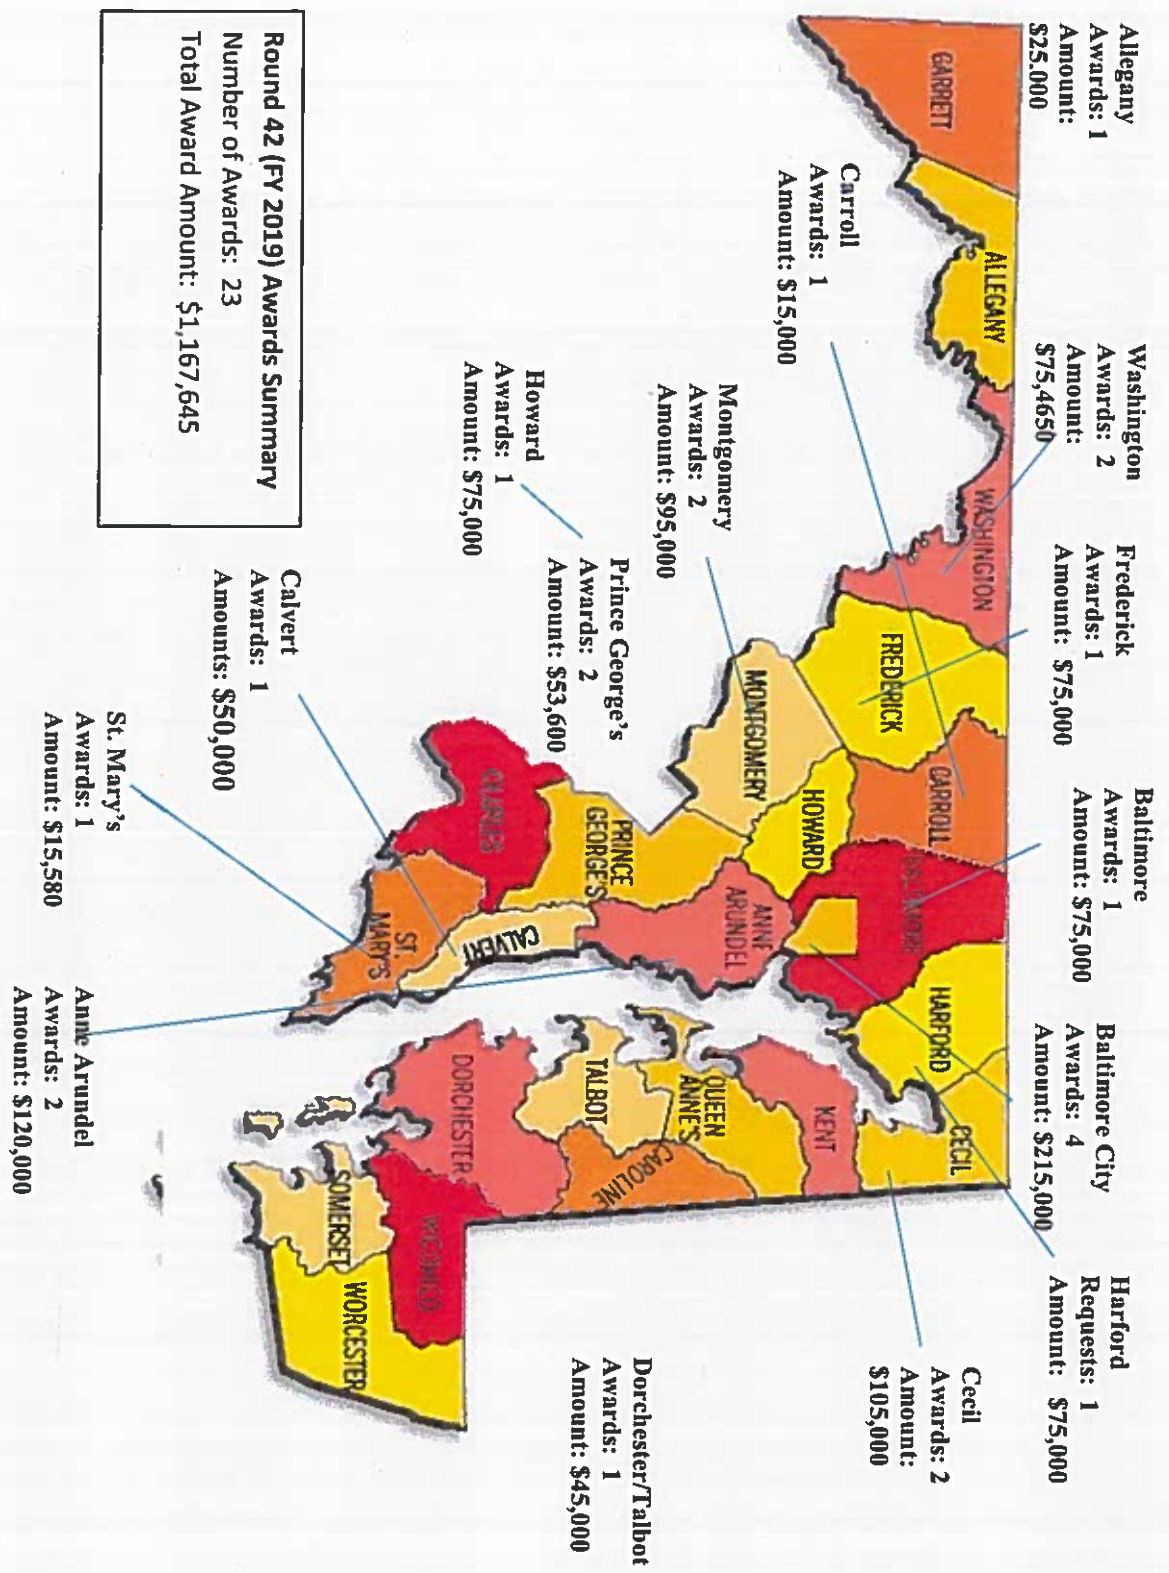 Allegany
Awards: 1
Amount:
$25.000
Washington
Awards: 2
Amount:
$75,4650
Frederick
Awards: 1
Amount: $75,000
Baltimore
Awards: 1
Amount: $75,000
Baltimore City
Awards: 4
Amount: $215,000
Harford
Requests: 1
Amount: $75,000
Cecil
Awards: 2
Amount:
$105,000
Carroll
Awards: 1
Amount: $15,000
Montgomery
Awards: 2
Amount: $95,000
Howard
Awards: 1
Amount: $75,000
Prince George's
Awards: 2
Amount: $53,600
Dorchester/Talbot
Awards: 1
Amount: $45,000
Calvert
Awards: 1
Amounts: $50,000
St. Mary's
Awards: 1
Amount: $15,580
Anne Arundel
Awards: 2
Amount: $120,000
GARRETT
ALLEGANY
WASHINGTON
FREDERICK
CARROLL
BALTIMORE
HARFORD
CECIL
MONTGOMERY
HOWARD
ANNE
ARUNDEL
KENT
PRINCE
GEORGE'S
QUEEN
ANNE'S
TALBOT
CAROLINE
CHARLES
CALVERT
ST.
MARY'S
DORCHESTER
WICOMICO
SOMERSET
WORCESTER
Round 42 (FY 2019) Awards Summary
Number of Awards: 23
Total Award Amount: $1,167,645